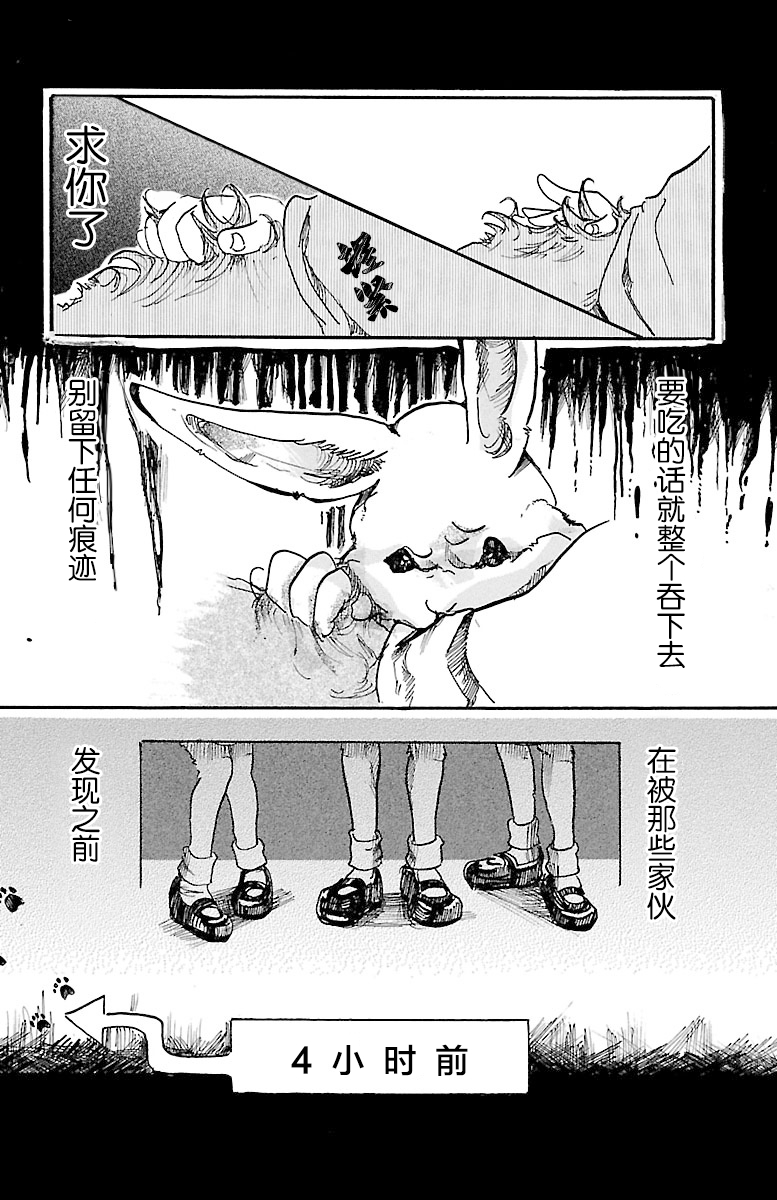 求你了
抓紧
要吃的话就整个吞下去
别留下任何痕迹
在被那些家伙
发现之前
4小时前